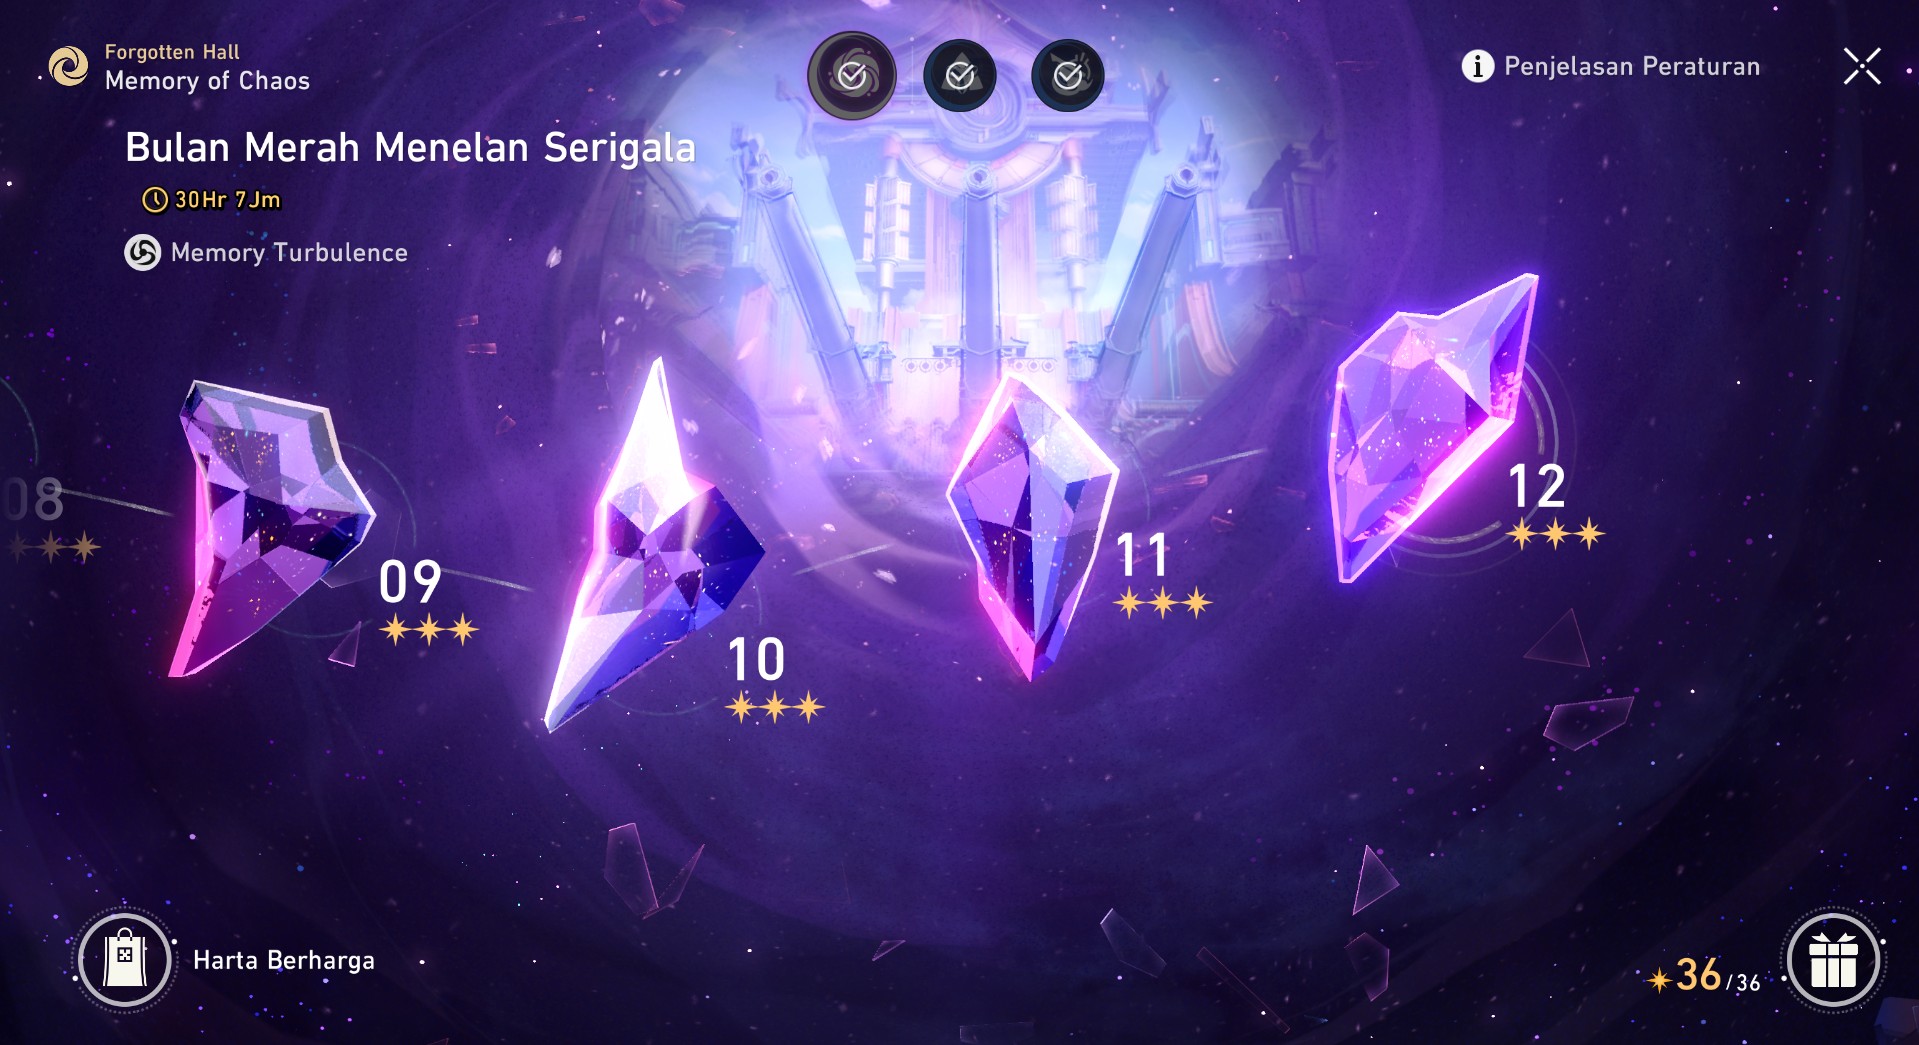 Forgotten Hall
Memory of Chaos
Penjelasan Peraturan
Bulan Merah Menelan Serigala
30Hr 7Jm
Memory Turbulence
08
09
10
11
12
Harta Berharga
36/36